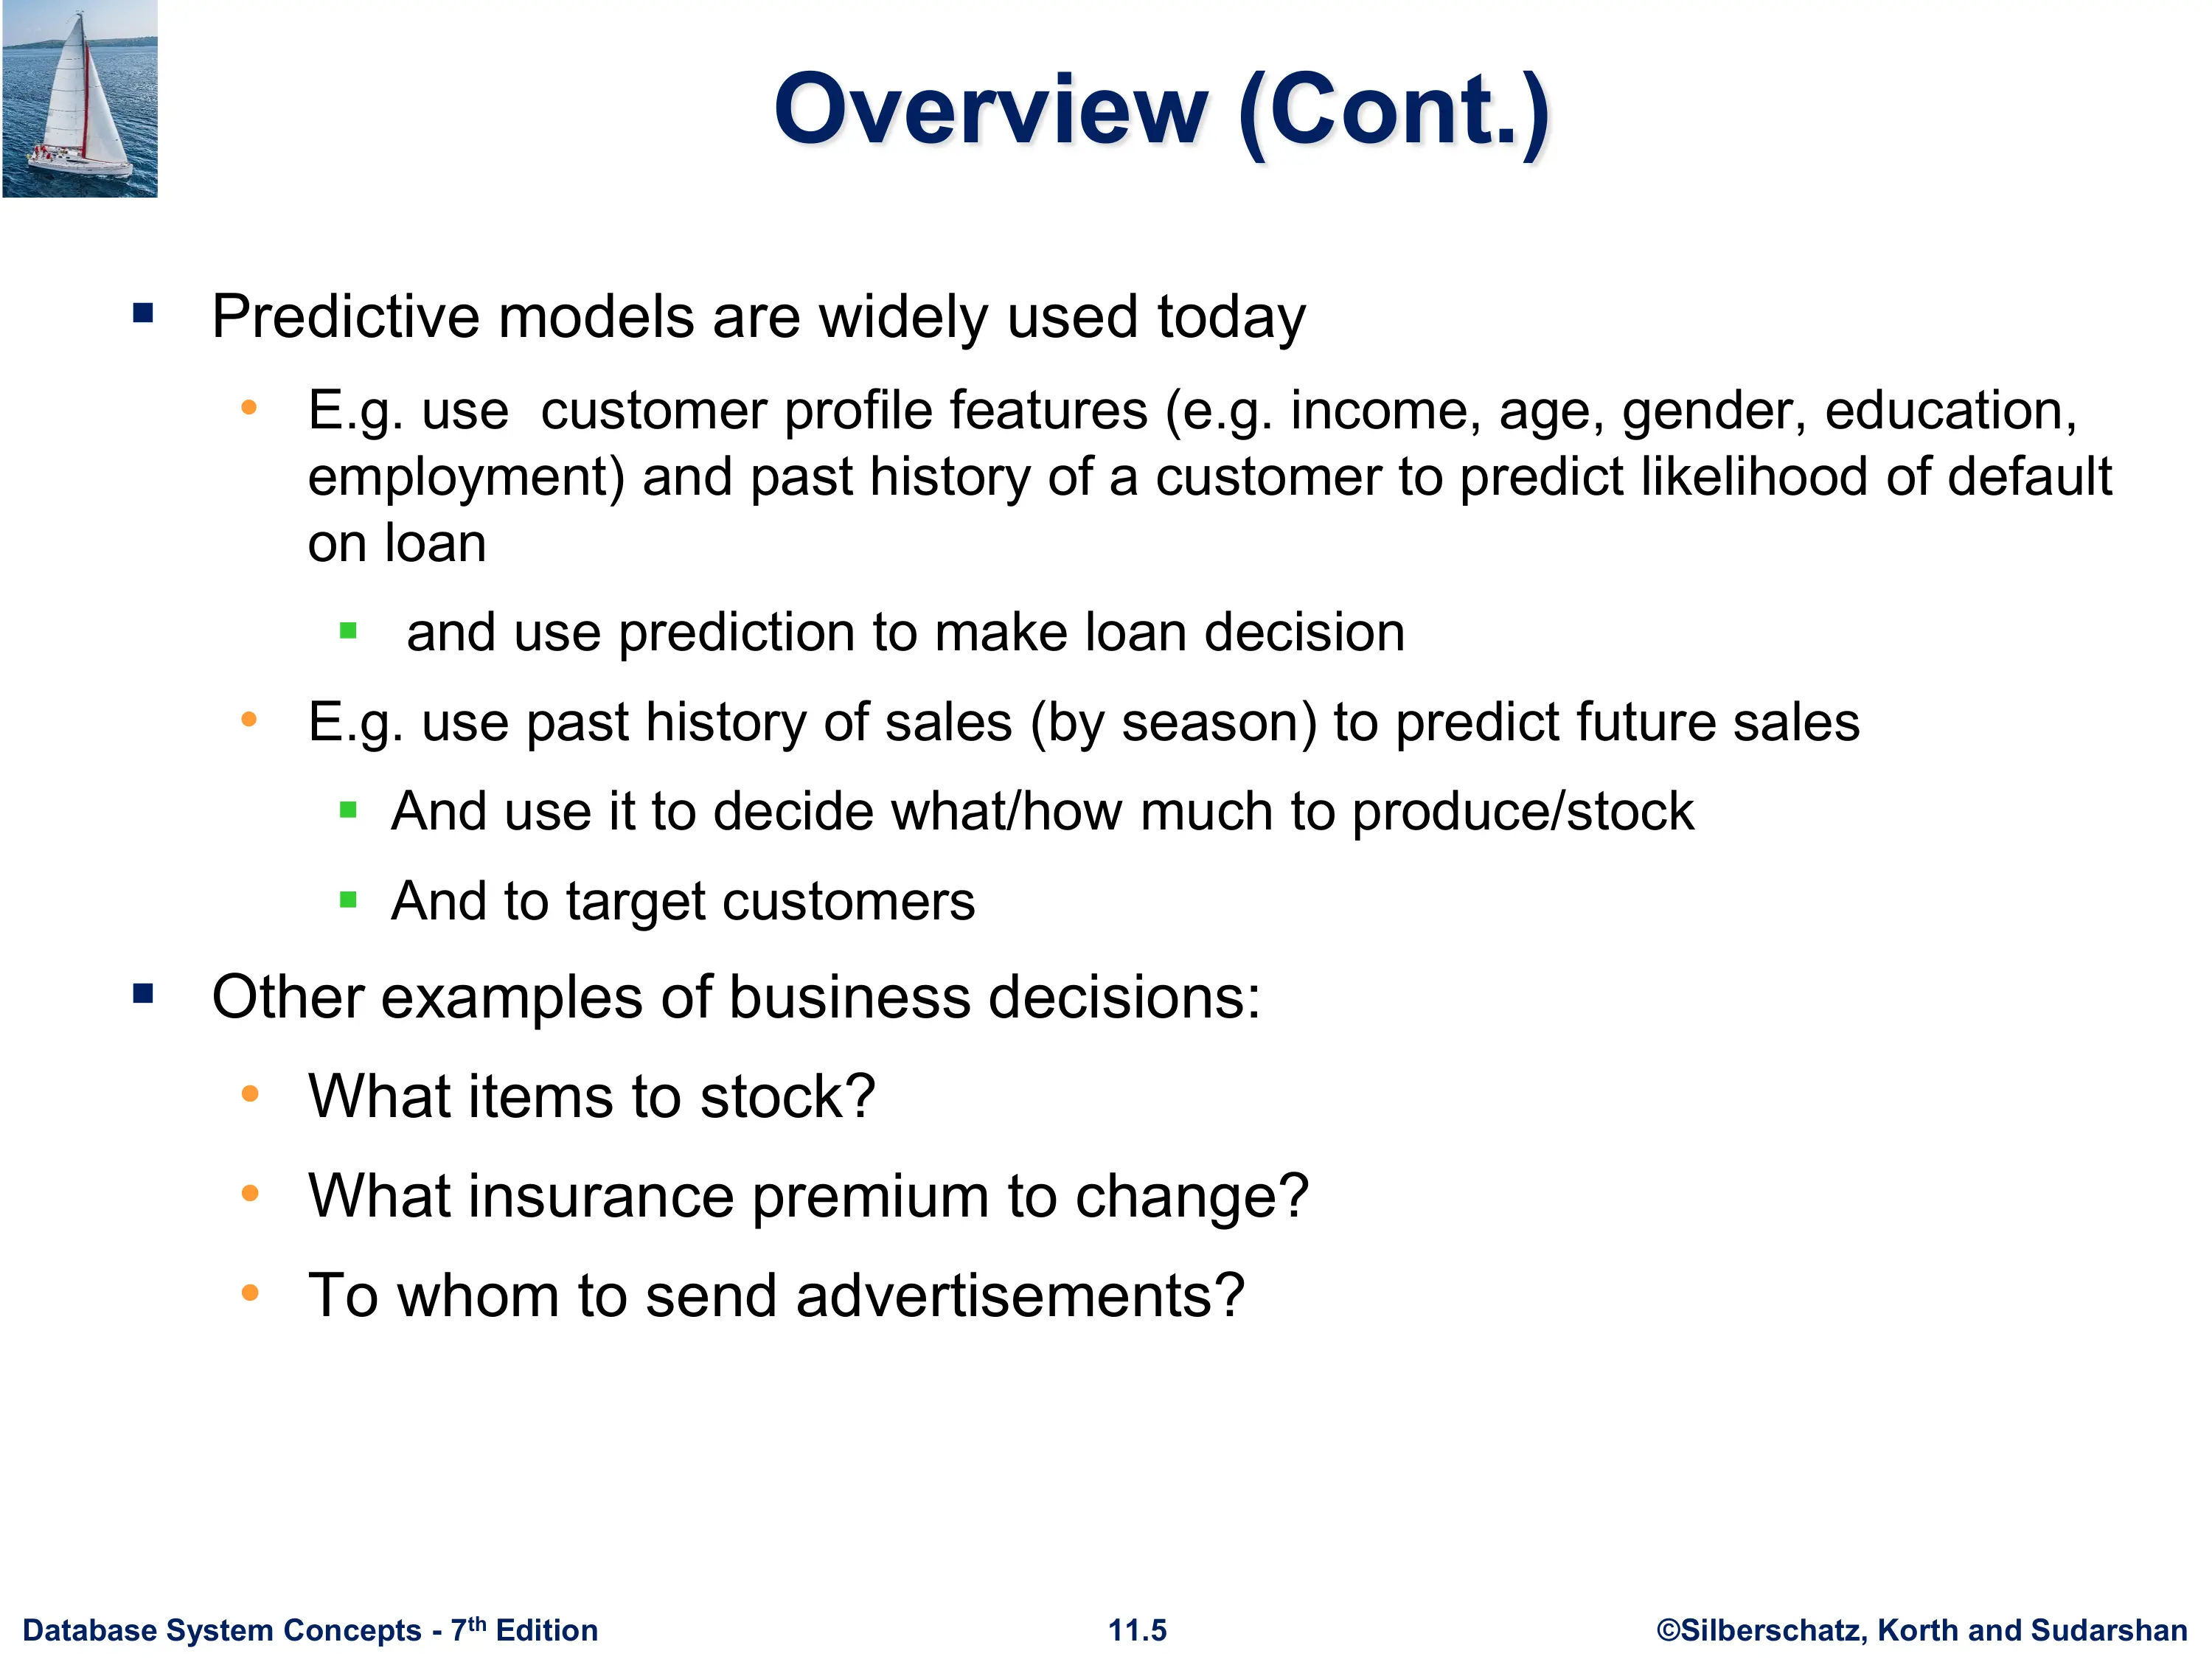 Overview (Cont.)
▪ Predictive models are widely used today
• E.g. use  customer profile features (e.g. income, age, gender, education,
employment) and past history of a customer to predict likelihood of default
on loan
▪ and use prediction to make loan decision
• E.g. use past history of sales (by season) to predict future sales
▪ And use it to decide what/how much to produce/stock
▪ And to target customers
▪ Other examples of business decisions:
• What items to stock?
• What insurance premium to change?
• To whom to send advertisements?
Database System Concepts - 7th Edition
11.5
©Silberschatz, Korth and Sudarshan